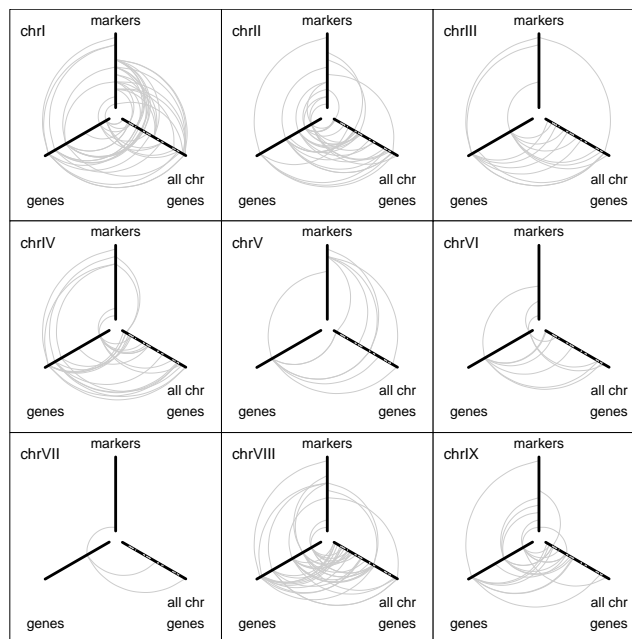 chrI
markers
genes
all chr
genes
chrII
markers
genes
all chr
genes
chrIII
markers
genes
all chr
genes
chrIV
markers
genes
all chr
genes
chrV
markers
genes
all chr
genes
chrVI
markers
genes
all chr
genes
chrVII
markers
genes
all chr
genes
chrVIII
markers
genes
all chr
genes
chrIX
markers
genes
all chr
genes